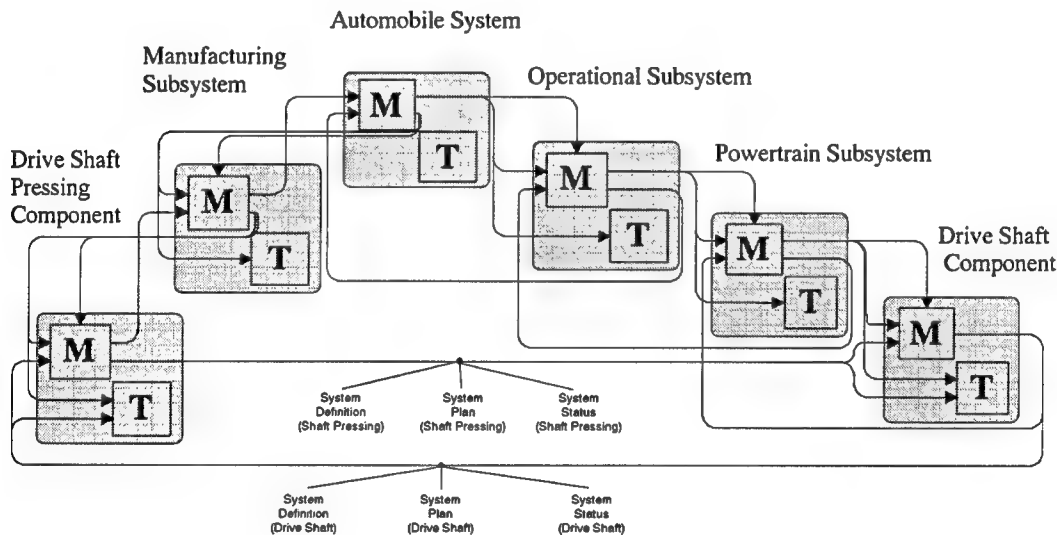 Automobile System
Manufacturing
Subsystem
Operational Subsystem
M
T
Drive Shaft
Pressing
Component
M
T
M
T
Powertrain Subsystem
M
T
Drive Shaft
Component
M
T
M
T
System
Definition
(Shaft Pressing)
System
Plan
(Shaft Pressing)
System
Status
(Shaft Pressing)
System
Definition
(Drive Shaft)
System
Plan
(Drive Shaft)
System
Status
(Drive Shaft)